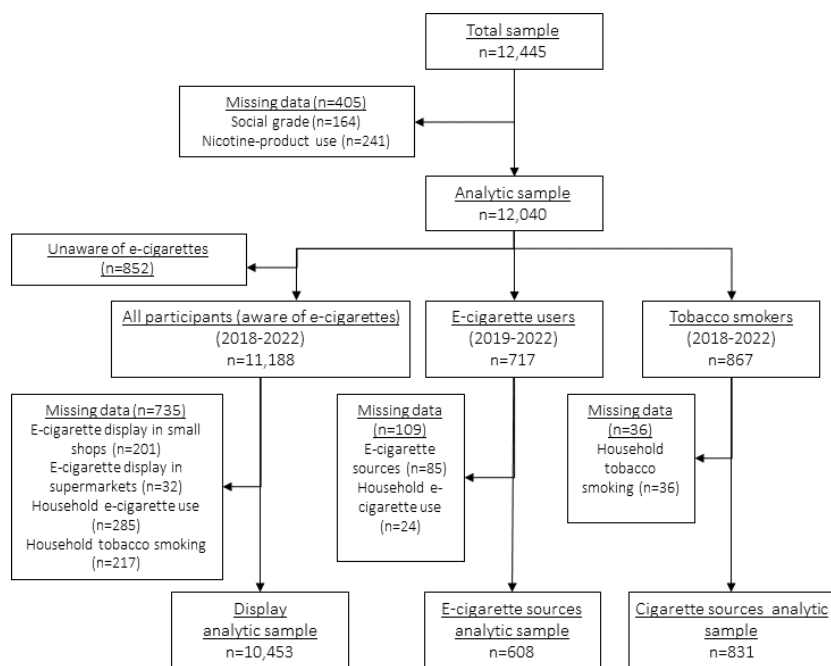 Total sample
n=12,445
Missing data (n=405)
Social grade (n=164)
Nicotine-product use (n=241)
Analytic sample
n=12,040
Unaware of e-cigarettes
(n=852)
All participants (aware of e-cigarettes)
(2018-2022)
n=11,188
E-cigarette users
(2019-2022)
n=717
Tobacco smokers
(2018-2022)
n=867
Missing data (n=735)
E-cigarette display in small
shops (n=201)
E-cigarette display in
supermarkets (n=32)
Household e-cigarette use
(n=285)
Household tobacco smoking
(n=217)
Missing data
(n=109)
E-cigarette
sources (n=85)
Household e-
cigarette use
(n=24)
Missing data
(n=36)
Household
tobacco
smoking (n=36)
Display
analytic sample
n=10,453
E-cigarette sources
analytic sample
n=608
Cigarette sources analytic
sample
n=831